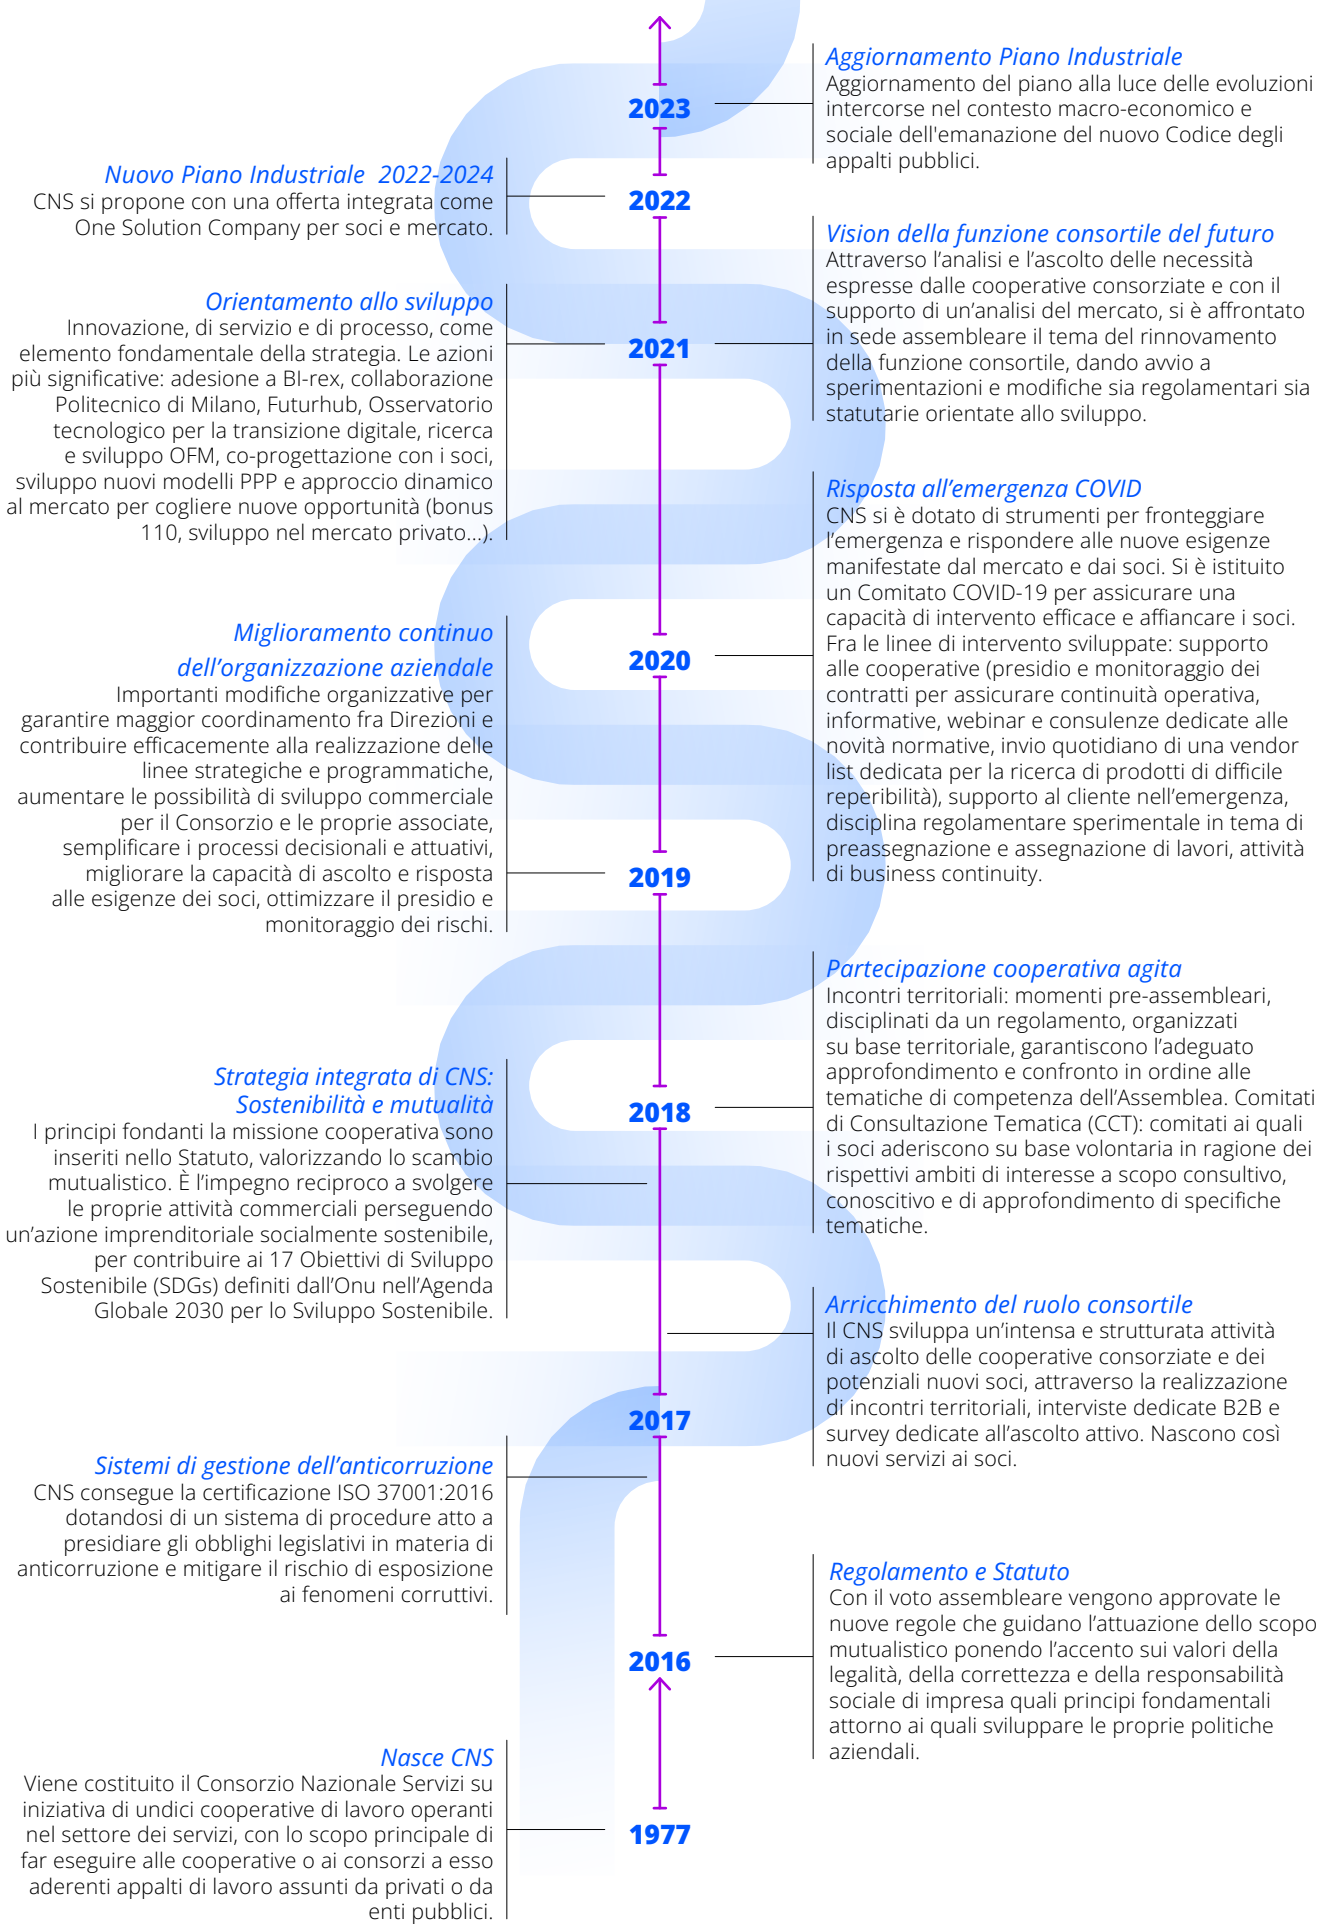 2023
Aggiornamento Piano Industriale
Aggiornamento del piano alla luce delle evoluzioni
intercorse nel contesto macro-economico e
sociale dell'emanazione del nuovo Codice degli
appalti pubblici.
Nuovo Piano Industriale 2022-2024
CNS si propone con una offerta integrata come
One Solution Company per soci e mercato.
2022
Vision della funzione consortile del futuro
Attraverso l’analisi e l’ascolto delle necessità
espresse dalle cooperative consorziate e con il
supporto di un’analisi del mercato, si è affrontato
in sede assembleare il tema del rinnovamento
della funzione consortile, dando avvio a
sperimentazioni e modifiche sia regolamentari sia
statutarie orientate allo sviluppo.
Orientamento allo sviluppo
Innovazione, di servizio e di processo, come
elemento fondamentale della strategia. Le azioni
più significative: adesione a BI-rex, collaborazione
Politecnico di Milano, Futurhub, Osservatorio
tecnologico per la transizione digitale, ricerca
e sviluppo OFM, co-progettazione con i soci,
sviluppo nuovi modelli PPP e approccio dinamico
al mercato per cogliere nuove opportunità (bonus
110, sviluppo nel mercato privato...).
2021
Risposta all’emergenza COVID
CNS si è dotato di strumenti per fronteggiare
l’emergenza e rispondere alle nuove esigenze
manifestate dal mercato e dai soci. Si è istituito
un Comitato COVID-19 per assicurare una
capacità di intervento efficace e affiancare i soci.
Fra le linee di intervento sviluppate: supporto
alle cooperative (presidio e monitoraggio dei
contratti per assicurare continuità operativa,
informative, webinar e consulenze dedicate alle
novità normative, invio quotidiano di una vendor
list dedicata per la ricerca di prodotti di difficile
reperibilità), supporto al cliente nell’emergenza,
disciplina regolamentare sperimentale in tema di
preassegnazione e assegnazione di lavori, attività
di business continuity.
2020
Miglioramento continuo
dell’organizzazione aziendale
Importanti modifiche organizzative per
garantire maggior coordinamento fra Direzioni e
contribuire efficacemente alla realizzazione delle
linee strategiche e programmatiche,
aumentare le possibilità di sviluppo commerciale
per il Consorzio e le proprie associate,
semplificare i processi decisionali e attuativi,
migliorare la capacità di ascolto e risposta
alle esigenze dei soci, ottimizzare il presidio e
monitoraggio dei rischi.
2019
Partecipazione cooperativa agita
Incontri territoriali: momenti pre-assembleari,
disciplinati da un regolamento, organizzati
su base territoriale, garantiscono l’adeguato
approfondimento e confronto in ordine alle
tematiche di competenza dell’Assemblea. Comitati
di Consultazione Tematica (CCT): comitati ai quali
i soci aderiscono su base volontaria in ragione dei
rispettivi ambiti di interesse a scopo consultivo,
conoscitivo e di approfondimento di specifiche
tematiche.
2018
Strategia integrata di CNS:
Sostenibilità e mutualità
I principi fondanti la missione cooperativa sono
inseriti nello Statuto, valorizzando lo scambio
mutualistico. È l’impegno reciproco a svolgere
le proprie attività commerciali perseguendo
un’azione imprenditoriale socialmente sostenibile,
per contribuire ai 17 Obiettivi di Sviluppo
Sostenibile (SDGs) definiti dall’Onu nell’Agenda
Globale 2030 per lo Sviluppo Sostenibile.
Arricchimento del ruolo consortile
Il CNS sviluppa un’intensa e strutturata attività
di ascolto delle cooperative consorziate e dei
potenziali nuovi soci, attraverso la realizzazione
di incontri territoriali, interviste dedicate B2B e
survey dedicate all’ascolto attivo. Nascono così
nuovi servizi ai soci.
2017
Sistemi di gestione dell’anticorruzione
CNS consegue la certificazione ISO 37001:2016
dotandosi di un sistema di procedure atto a
presidiare gli obblighi legislativi in materia di
anticorruzione e mitigare il rischio di esposizione
ai fenomeni corruttivi.
Regolamento e Statuto
Con il voto assembleare vengono approvate le
nuove regole che guidano l’attuazione dello scopo
mutualistico ponendo l’accento sui valori della
legalità, della correttezza e della responsabilità
sociale di impresa quali principi fondamentali
attorno ai quali sviluppare le proprie politiche
aziendali.
2016
Nasce CNS
Viene costituito il Consorzio Nazionale Servizi su
iniziativa di undici cooperative di lavoro operanti
nel settore dei servizi, con lo scopo principale di
far eseguire alle cooperative o ai consorzi a esso
aderenti appalti di lavoro assunti da privati o da
enti pubblici.
1977